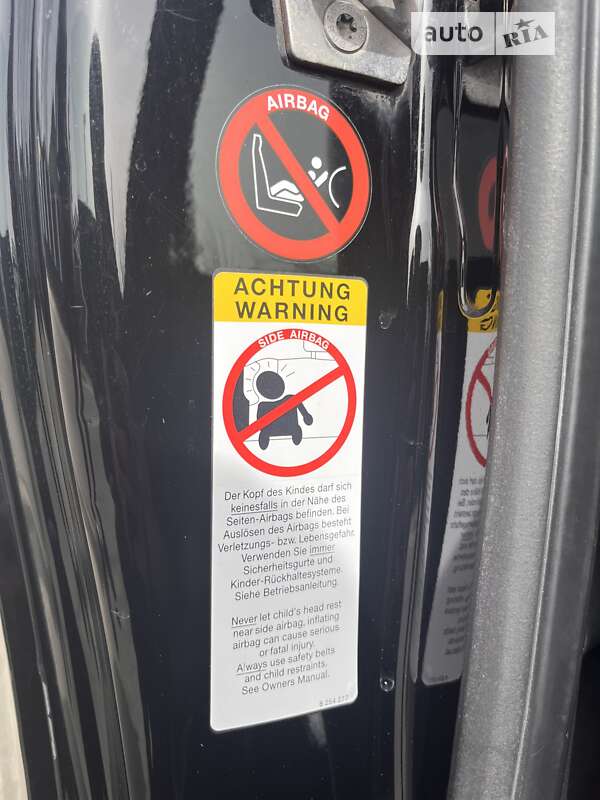 auto RIA
AIRBAG
ACHTUNG
WARNING
SIDE AIRBAG
Der Kopf des Kindes darf sich
keinesfalls in der Nähe des
Seiten-Airbags befinden. Bei
Auslösen des Airbags besteht
Verletzungs- bzw. Lebensgefahr.
Verwenden Sie immer
Sicherheitsgurte und
Kinder-Rückhaltesysteme.
Siehe Betriebsanleitung.
Never let child's head rest
near side airbag, inflating
airbag can cause serious
or fatal injury.
Always use safety belts
and child restraints.
See Owners Manual.